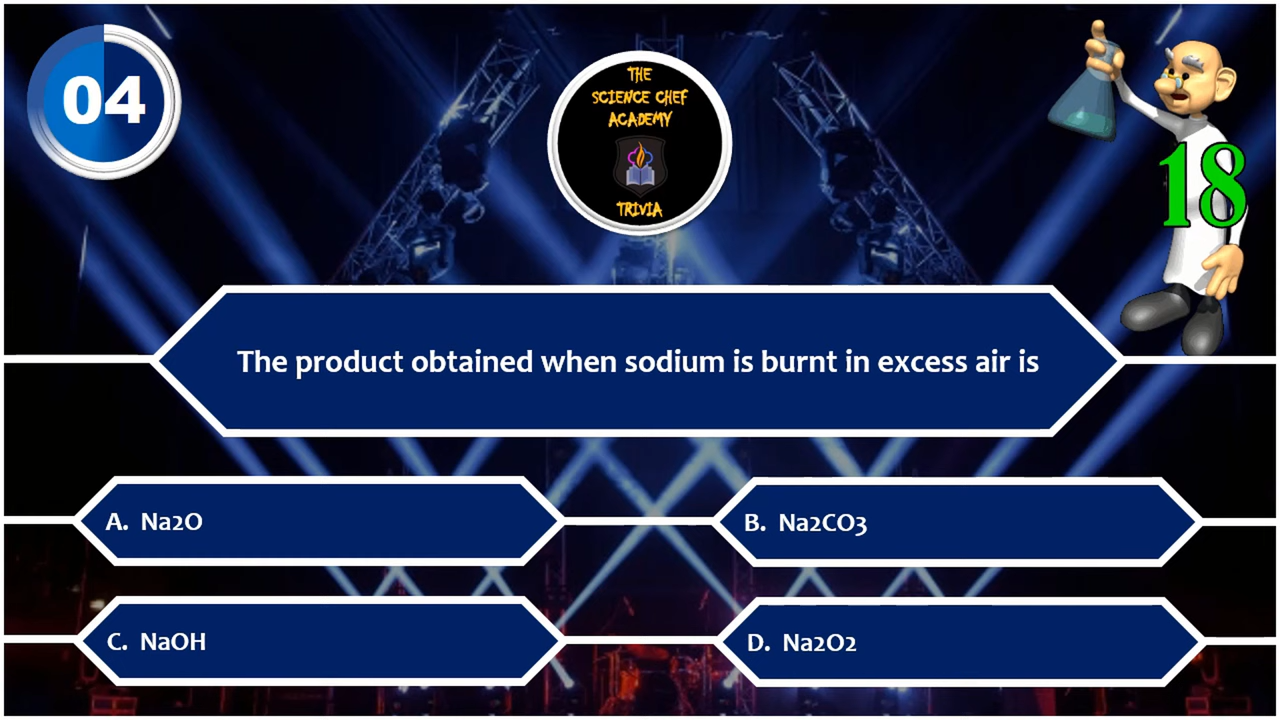 04
THE
SCIENCE CHEF
ACADEMY
TRIVIA
18
The product obtained when sodium is burnt in excess air is
A. Na2O
B. Na2CO3
C. NaOH
D. Na2O2